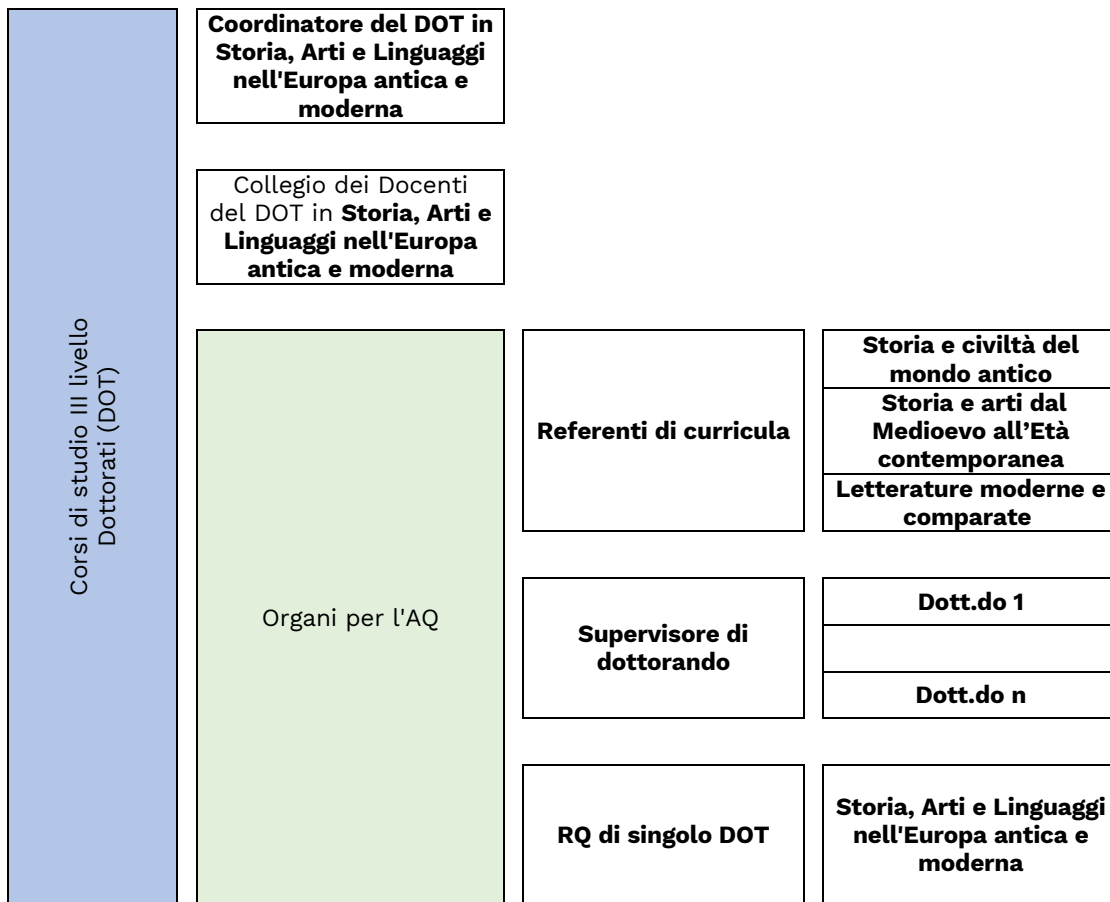 Corsi di studio III livello
Dottorati (DOT)
Coordinatore del DOT in
Storia, Arti e Linguaggi
nell'Europa antica e
moderna
Collegio dei Docenti
del DOT in Storia, Arti e
Linguaggi nell'Europa
antica e moderna
Organi per l'AQ
Referenti di curricula
Storia e civiltà del
mondo antico
Storia e arti dal
Medioevo all’Età
contemporanea
Letterature moderne e
comparate
Supervisore di
dottorando
Dott.do 1
Dott.do n
RQ di singolo DOT
Storia, Arti e Linguaggi
nell'Europa antica e
moderna